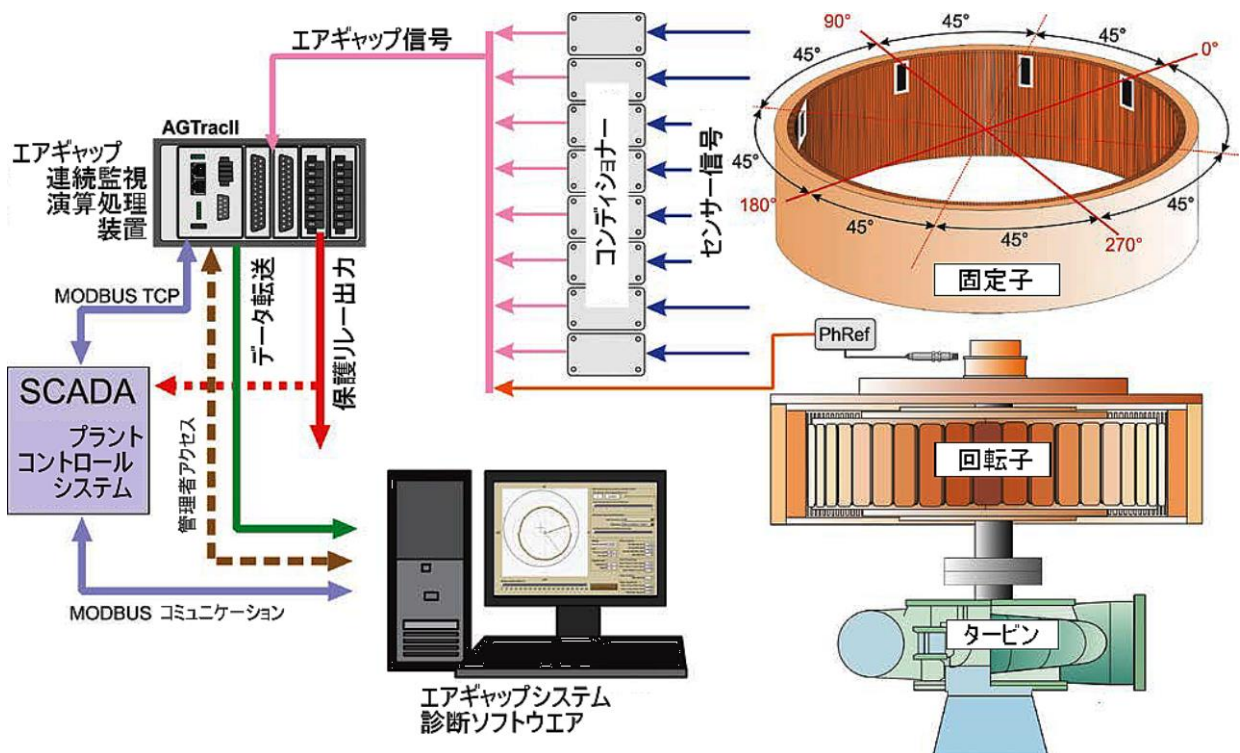 エアギャップ信号
AGTracII
エアギャップ
連続監視
演算処理
装置
コンディショナー
センサー信号
90°
45°
45°
0°
45°
45°
45°
180°
45°
45°
45°
270°
固定子
MODBUS TCP
データ転送
保護リレー出力
PhRef
SCADA
プラント
コントロール
システム
管理者アクセス
回転子
MODBUS コミュニケーション
タービン
エアギャップシステム
診断ソフトウエア